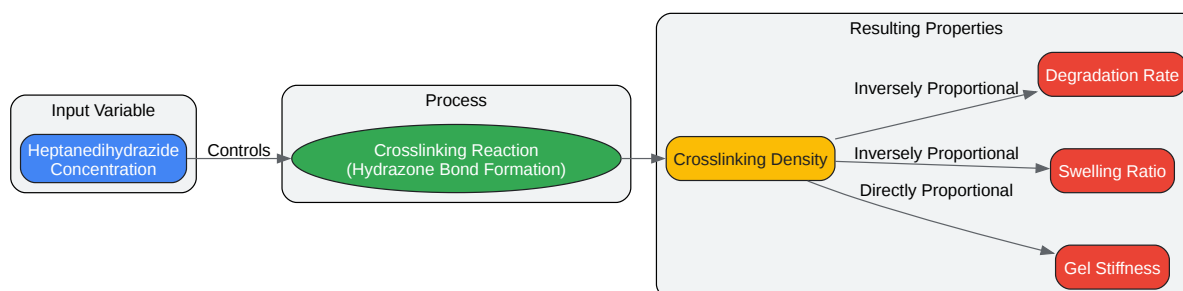 Resulting Properties
Degradation Rate
Inversely Proportional
Input Variable
Process
Heptanedihydrazide
Concentration
Controls
Crosslinking Reaction
(Hydrazone Bond Formation)
Crosslinking Density
Inversely Proportional
Swelling Ratio
Directly Proportional
Gel Stiffness